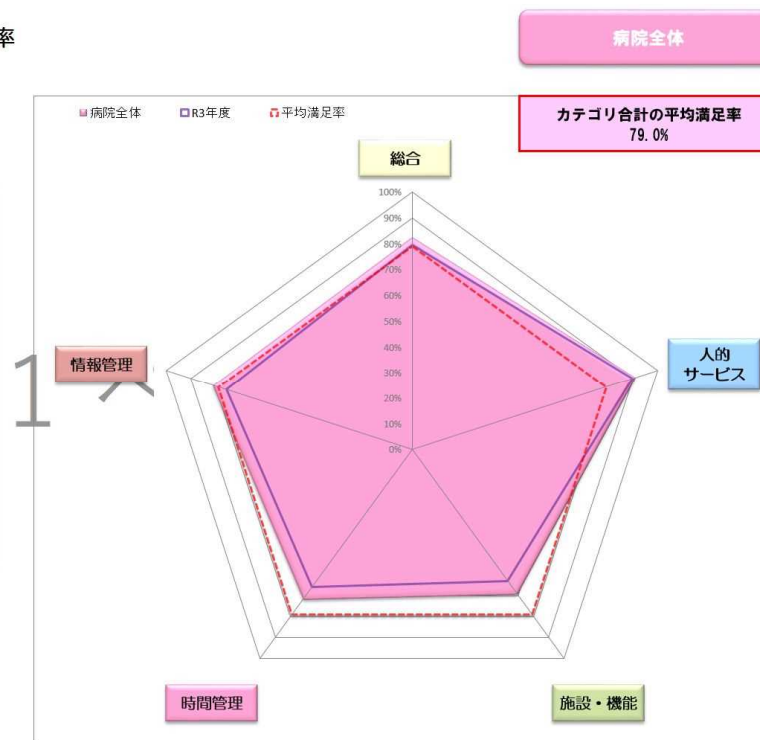 率
病院全体
病院全体 R3年度 平均満足率
カテゴリ合計の平均満足率
79.0%
総合
100%
90%
80%
70%
60%
50%
40%
30%
20%
10%
0%
情報管理
人的
サービス
1
時間管理
施設・機能